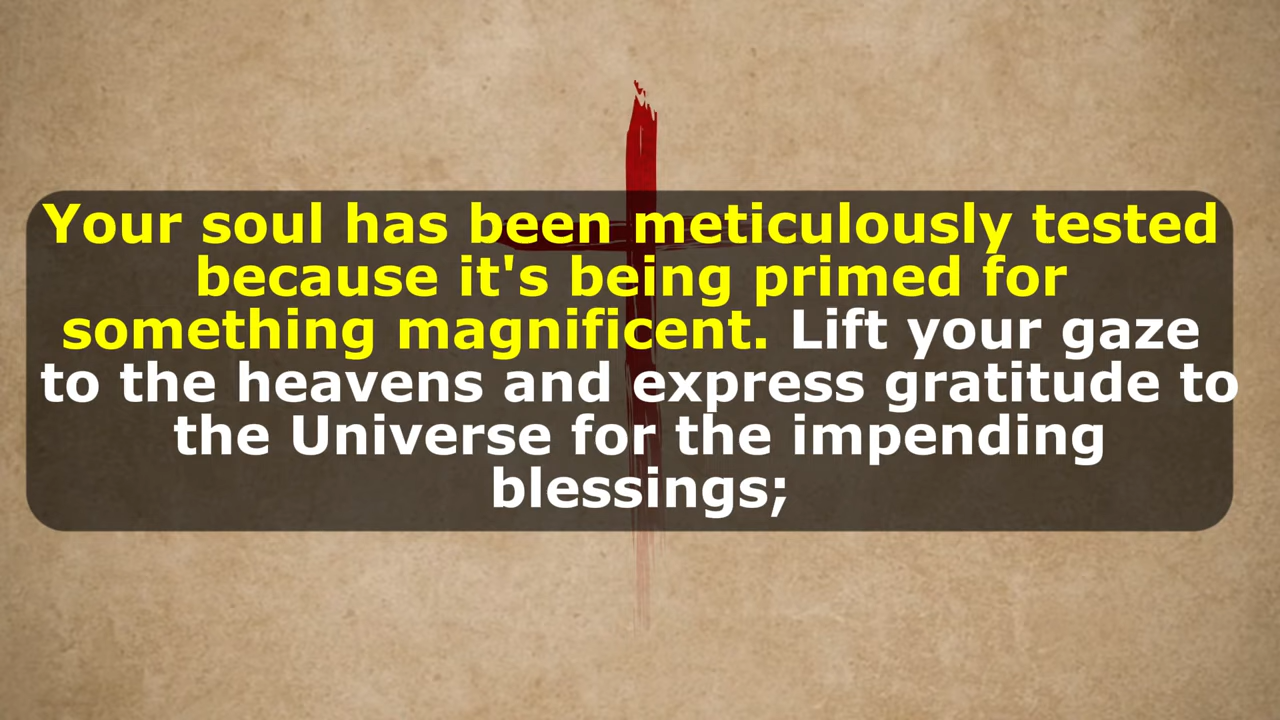 Your soul has been meticulously tested
because it's being primed for
something magnificent. Lift your gaze
to the heavens and express gratitude to
the Universe for the impending
blessings;